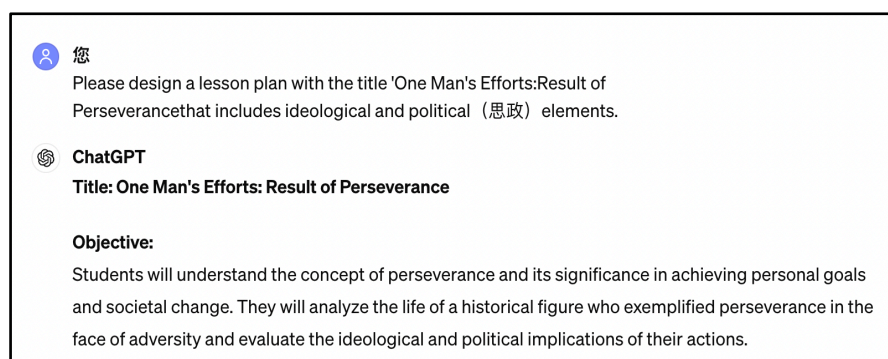 您
Please design a lesson plan with the title 'One Man's Efforts:Result of
Perseverancethat includes ideological and political（思政）elements.
ChatGPT
Title: One Man's Efforts: Result of Perseverance
Objective:
Students will understand the concept of perseverance and its significance in achieving personal goals
and societal change. They will analyze the life of a historical figure who exemplified perseverance in the
face of adversity and evaluate the ideological and political implications of their actions.